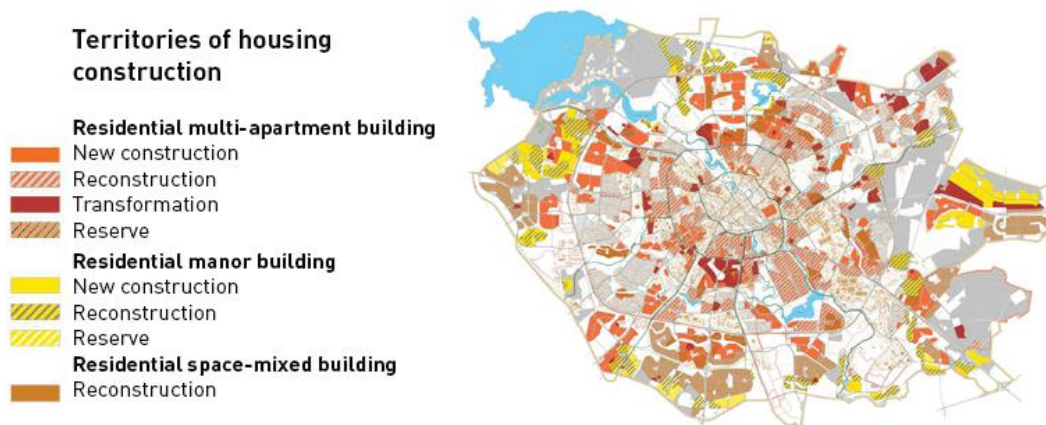 Territories of housing
construction
Residential multi-apartment building
New construction
Reconstruction
Transformation
Reserve
Residential manor building
New construction
Reconstruction
Reserve
Residential space-mixed building
Reconstruction